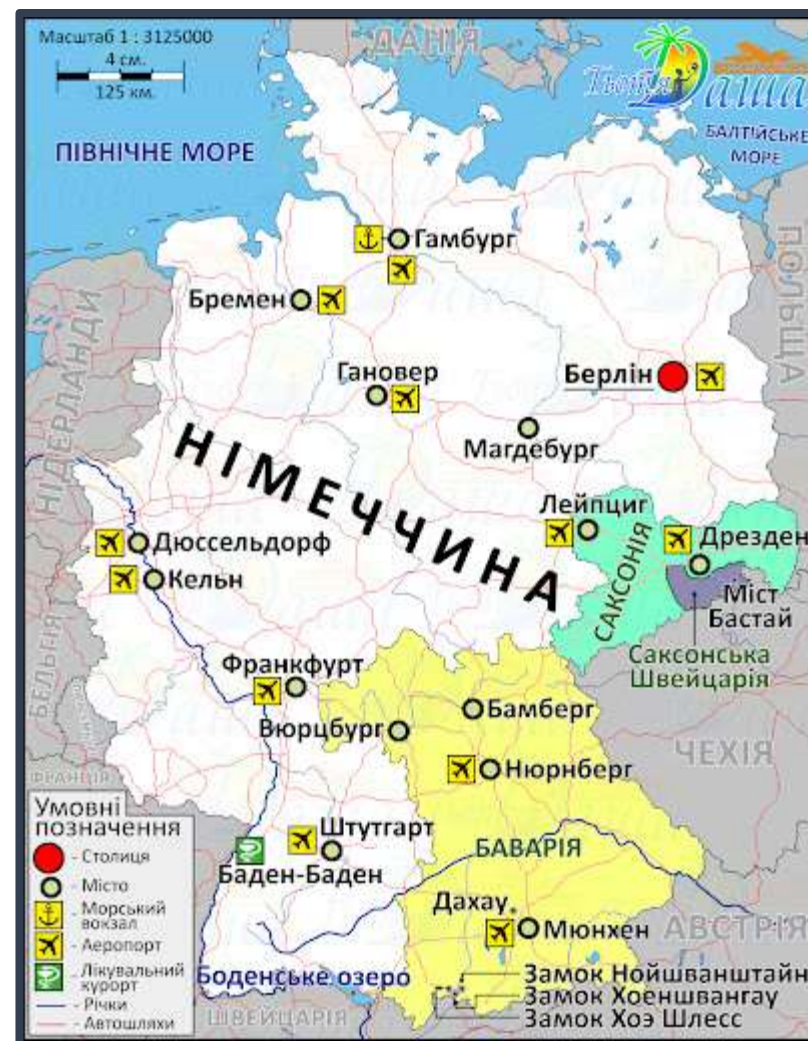 Масштаб 1 : 3125000
4 см.
125 км.
ДАНІЯ
Тьотя Даша
ПІВНІЧНЕ МОРЕ
БАЛТІЙСЬКЕ
МОРЕ
ПОЛЬЩА
Гамбург
Бремен
НІДЕРЛАНДИ
Гановер
Берлін
Магдебург
НІМЕЧЧИНА
Лейпциг
САКСОНІЯ
Дрезден
Дюссельдорф
Кельн
Міст
Бастай
Саксонська
Швейцарія
БЕЛЬГІЯ
Франкфурт
Бамберг
Вюрцбург
ЧЕХІЯ
Нюрнберг
ФРАНЦІЯ
Умовні
позначення
- Столиця
- Місто
- Морський
вокзал
- Аеропорт
- Лікувальний
курорт
- Річки
- Автошляхи
Штутгарт
Баден-Баден
БАВАРІЯ
Дахау
Мюнхен
АВСТРІЯ
Боденське озеро
Замок Нойшванштайн
Замок Хоеншвангау
Замок Хоэ Шлесс
ШВЕЙЦАРІЯ